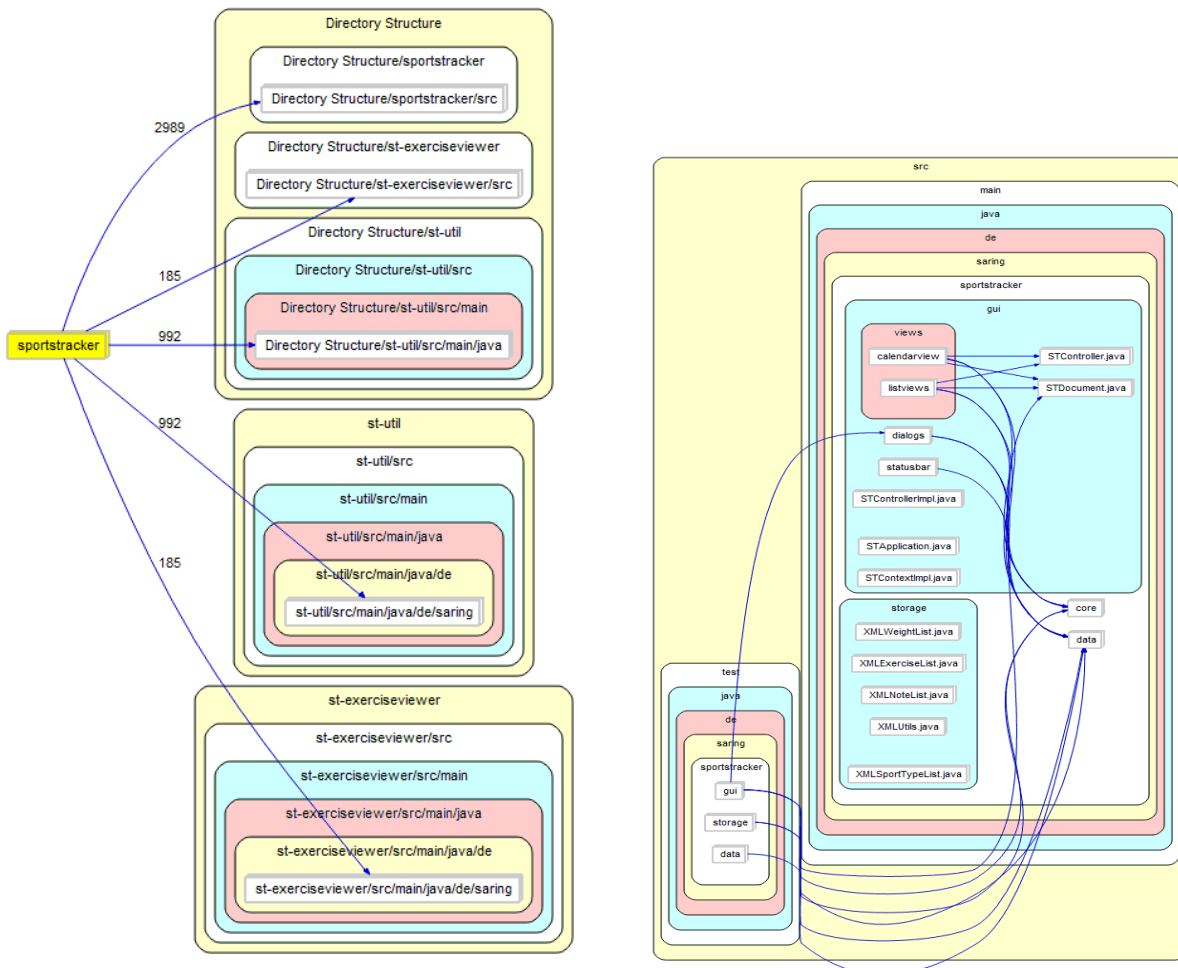 Directory Structure
Directory Structure/sportstracker
Directory Structure/sportstracker/src
2989
Directory Structure/st-exerciseviewer
Directory Structure/st-exerciseviewer/src
Directory Structure/st-util
Directory Structure/st-util/src
185
Directory Structure/st-util/src/main
sportstracker
992
Directory Structure/st-util/src/main/java
992
st-util
st-util/src
st-util/src/main
st-util/src/main/java
185
st-util/src/main/java/de
st-util/src/main/java/de/saring
st-exerciseviewer
st-exerciseviewer/src
st-exerciseviewer/src/main
st-exerciseviewer/src/main/java
st-exerciseviewer/src/main/java/de
st-exerciseviewer/src/main/java/de/saring
src
main
java
de
saring
sportstracker
gui
views
calendarview
STController.java
listviews
STDocument.java
dialogs
statusbar
STControllerImpl.java
STApplication.java
STContextImpl.java
storage
core
XMLWeightList.java
data
XMLExerciseList.java
XMLNoteList.java
XMLUtils.java
XMLSportTypeList.java
test
java
de
saring
sportstracker
gui
storage
data